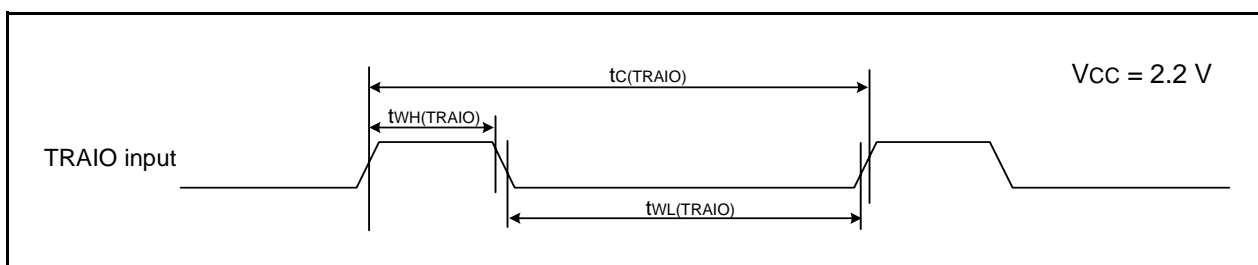 tC(TRAIO)
VCC = 2.2 V
tWH(TRAIO)
TRAIO input
tWL(TRAIO)